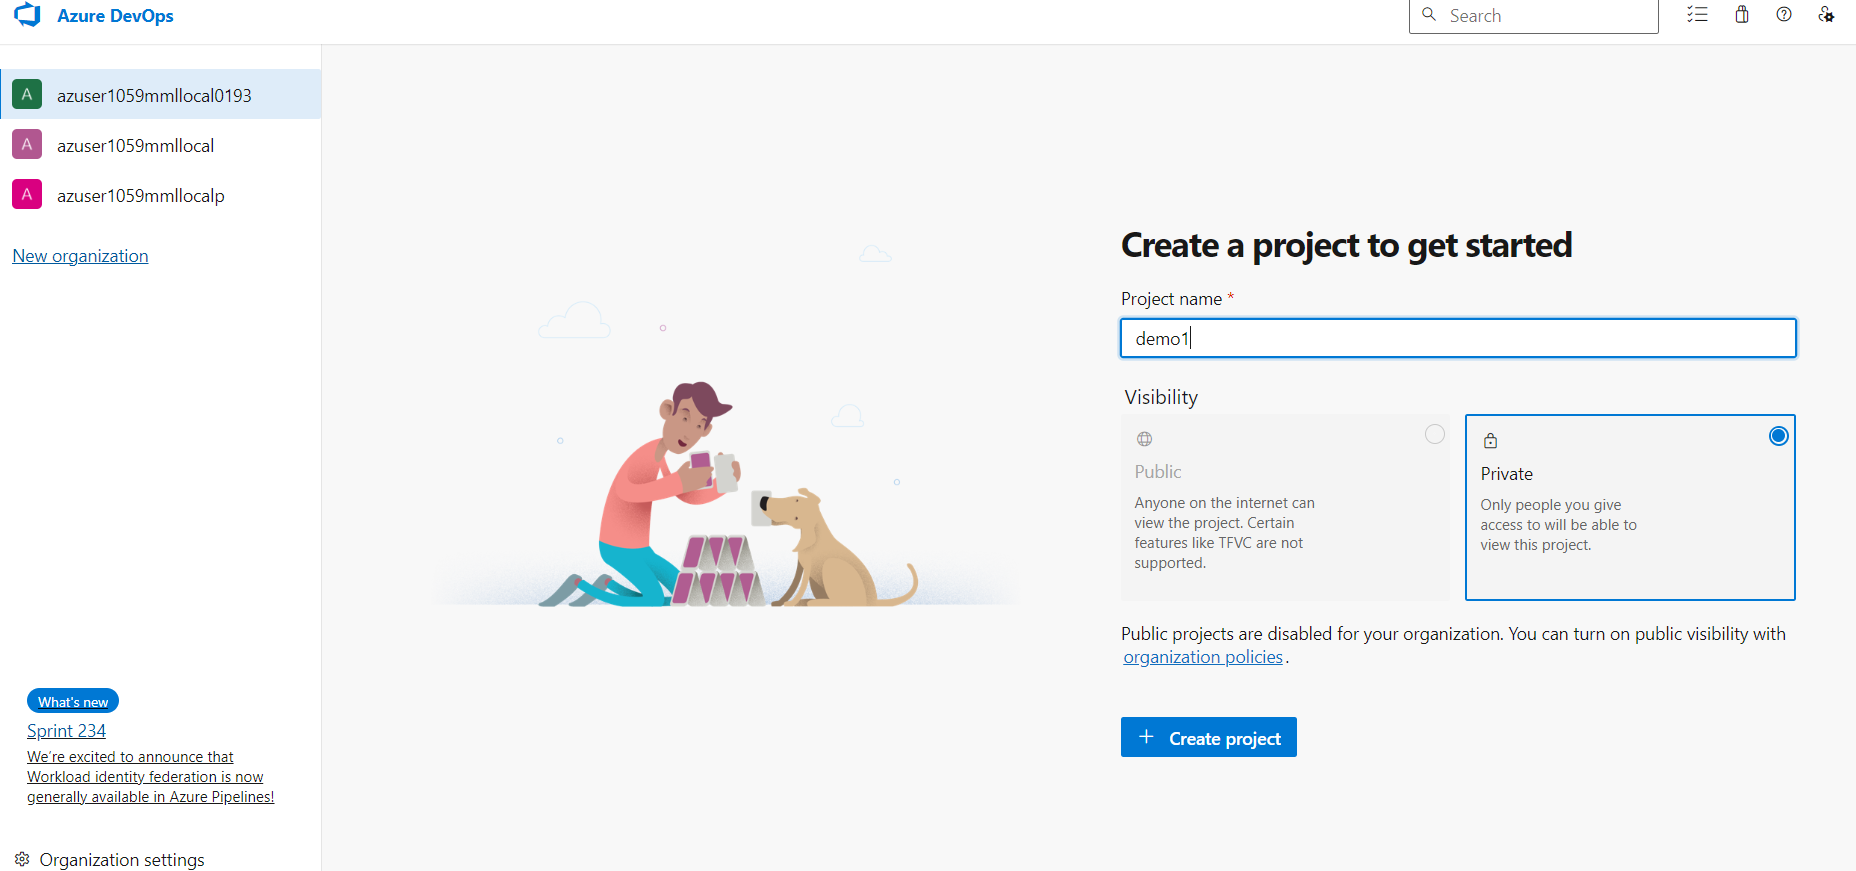 Azure DevOps
Search
A azuser1059mmllocal0193
A azuser1059mmllocal
A azuser1059mmllocalp
New organization
What's new
Sprint 234
We're excited to announce that
Workload identity federation is now
generally available in Azure Pipelines!
Organization settings
Create a project to get started
Project name *
demo1
Visibility
Public
Anyone on the internet can
view the project. Certain
features like TFVC are not
supported.
Private
Only people you give
access to will be able to
view this project.
Public projects are disabled for your organization. You can turn on public visibility with
organization policies.
+ Create project